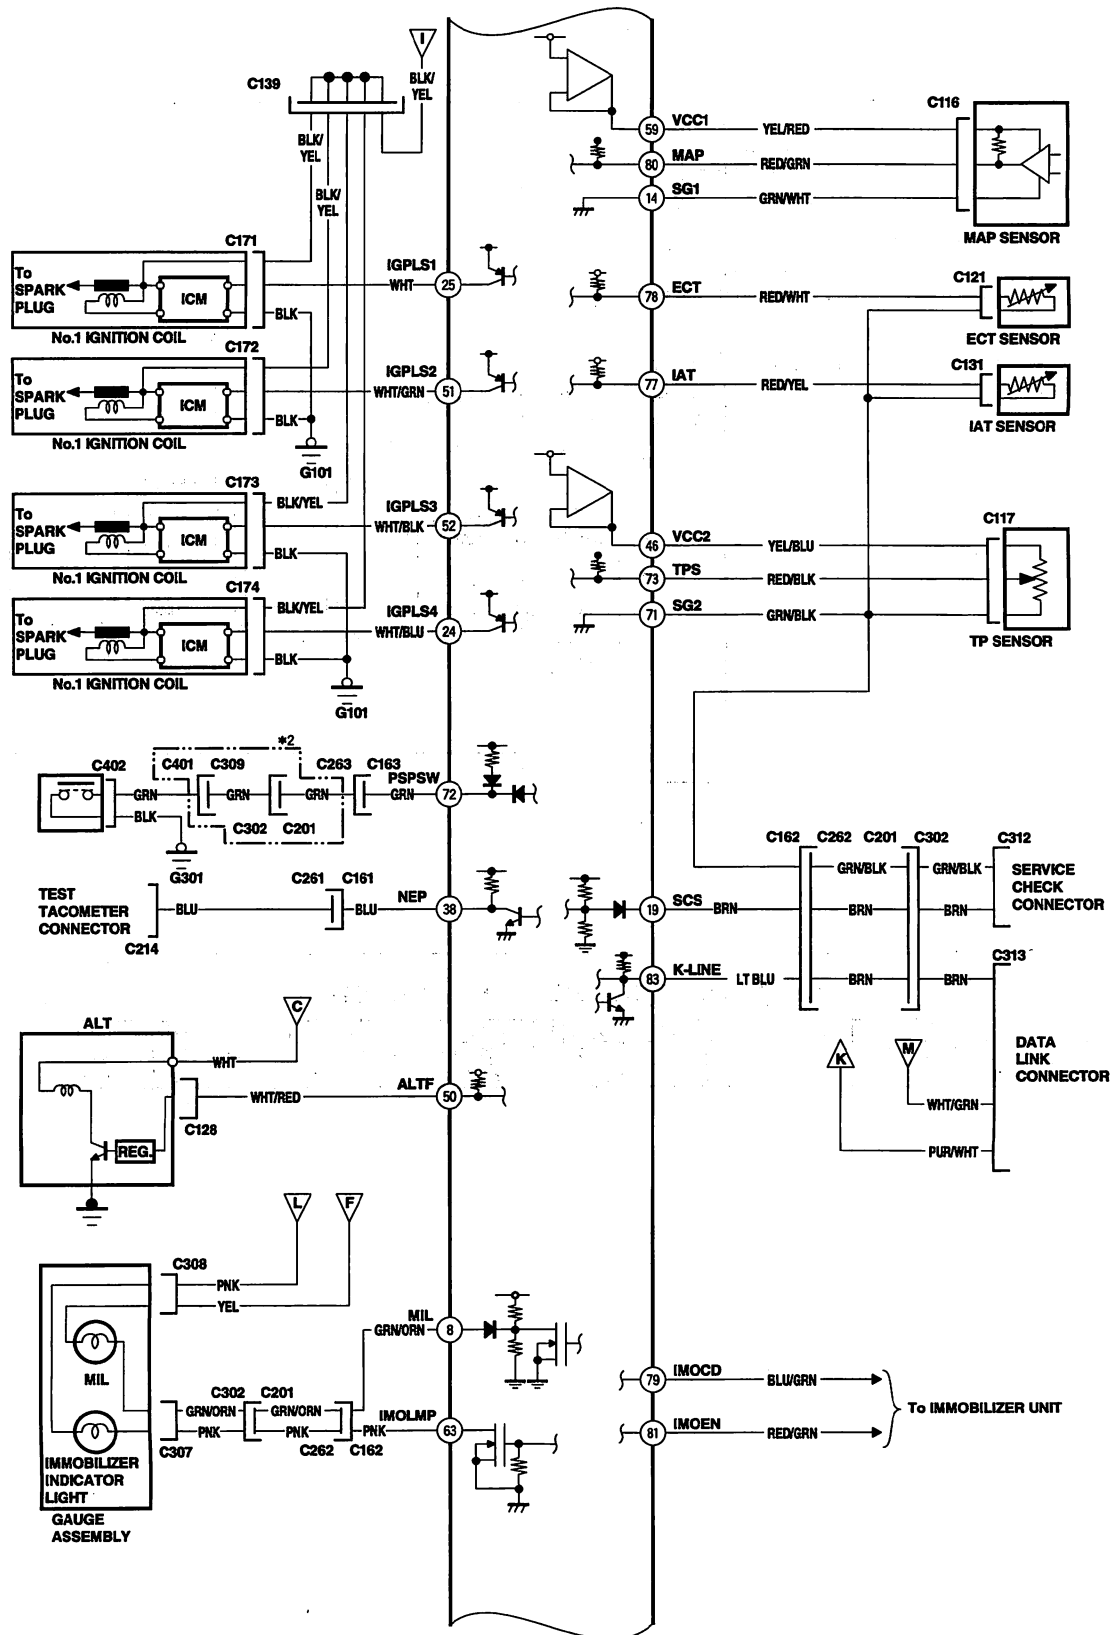 I
BLK/
YEL
C139
BLK/
YEL
BLK/
YEL
C171
To
SPARK
PLUG
ICM
BLK
No.1 IGNITION COIL
IGPLS1
WHT
25
C172
To
SPARK
PLUG
ICM
BLK
No.1 IGNITION COIL
IGPLS2
WHT/GRN
51
G101
C173
To
SPARK
PLUG
ICM
BLK/YEL
BLK
No.1 IGNITION COIL
IGPLS3
WHT/BLK
52
C174
To
SPARK
PLUG
ICM
BLK/YEL
BLK
No.1 IGNITION COIL
IGPLS4
WHT/BLU
24
G101
*2
C402
C401
C309
C263
C163
PSPSW
GRN
GRN
GRN
GRN
72
BLK
C302
C201
G301
TEST
TACOMETER
CONNECTOR
C214
BLU
C261
C161
BLU
NEP
38
ALT
C
WHT
WHT/RED
ALTF
50
C128
REG.
L
F
C308
PNK
YEL
MIL
MIL
GRN/ORN
8
C302
C201
GRN/ORN
GRN/ORN
PNK
PNK
PNK
IMOLMP
63
C307
C262
C162
IMMOBILIZER
INDICATOR
LIGHT
GAUGE
ASSEMBLY
59
VCC1
YEL/RED
C116
80
MAP
RED/GRN
14
SG1
GRN/WHT
MAP SENSOR
78
ECT
RED/WHT
C121
ECT SENSOR
77
IAT
RED/YEL
C131
IAT SENSOR
46
VCC2
YEL/BLU
C117
73
TPS
RED/BLK
71
SG2
GRN/BLK
TP SENSOR
C162
C262
C201
C302
C312
GRN/BLK
GRN/BLK
SERVICE
CHECK
CONNECTOR
19
SCS
BRN
BRN
BRN
C313
83
K-LINE
LT BLU
BRN
BRN
K
M
DATA
LINK
CONNECTOR
WHT/GRN
PUR/WHT
79
IMOCD
BLU/GRN
To IMMOBILIZER UNIT
81
IMOEN
RED/GRN